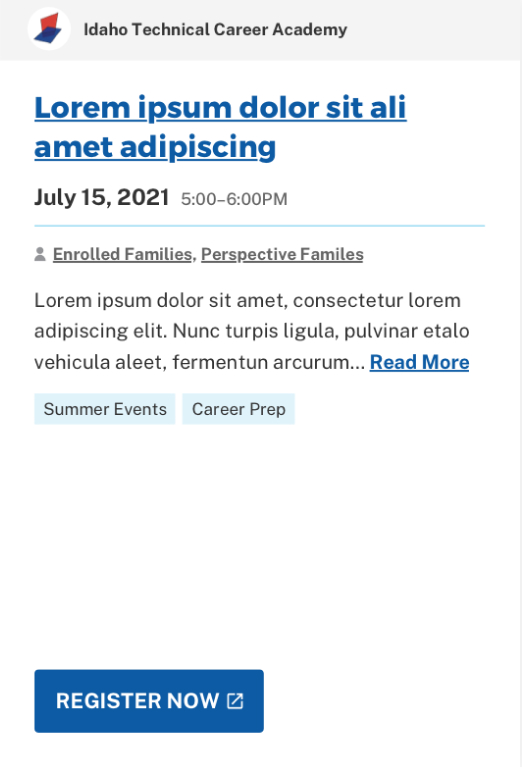 Idaho Technical Career Academy
Lorem ipsum dolor sit ali
amet adipiscing
July 15, 2021 5:00–6:00PM
Enrolled Families, Perspective Familes
Lorem ipsum dolor sit amet, consectetur lorem
adipiscing elit. Nunc turpis ligula, pulvinar etalo
vehicula aleet, fermentun arcurum... Read More
Summer Events Career Prep
REGISTER NOW